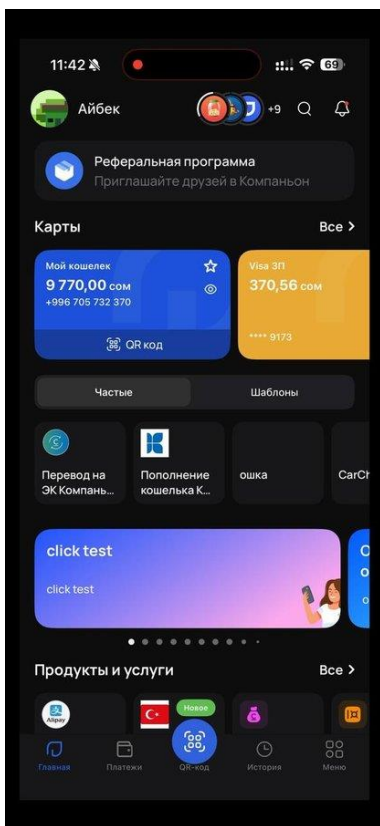 11:42
69
Айбек
+9
Реферальная программа
Приглашайте друзей в Компаньон
Карты
Все >
Мой кошелек
9 770,00 сом
+996 705 732 370
QR код
Visa ЗП
370,56 сом
**** 9173
Частые
Шаблоны
Перевод на
ЭК Компань...
Пополнение
кошелька К...
ошка
CarCh
click test
click test
Продукты и услуги
Все >
Alipay
Новое
Главная
Платежи
QR-код
История
Меню